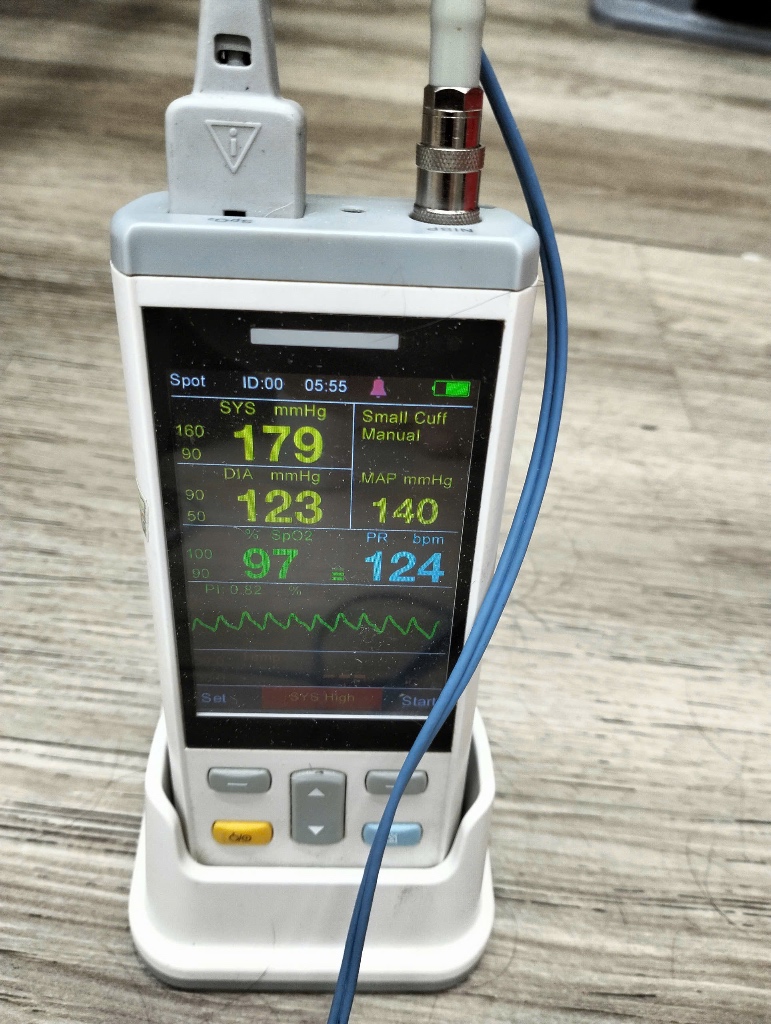 SpO₂
NIBP
Spot ID:00 05:55
SYS mmHg
160
90
179
Small Cuff
Manual
DIA mmHg
90
50
123
MAP mmHg
140
% SpO2
100
90
97
PR bpm
124
PI: 0.82 %
---
Set SYS High Start